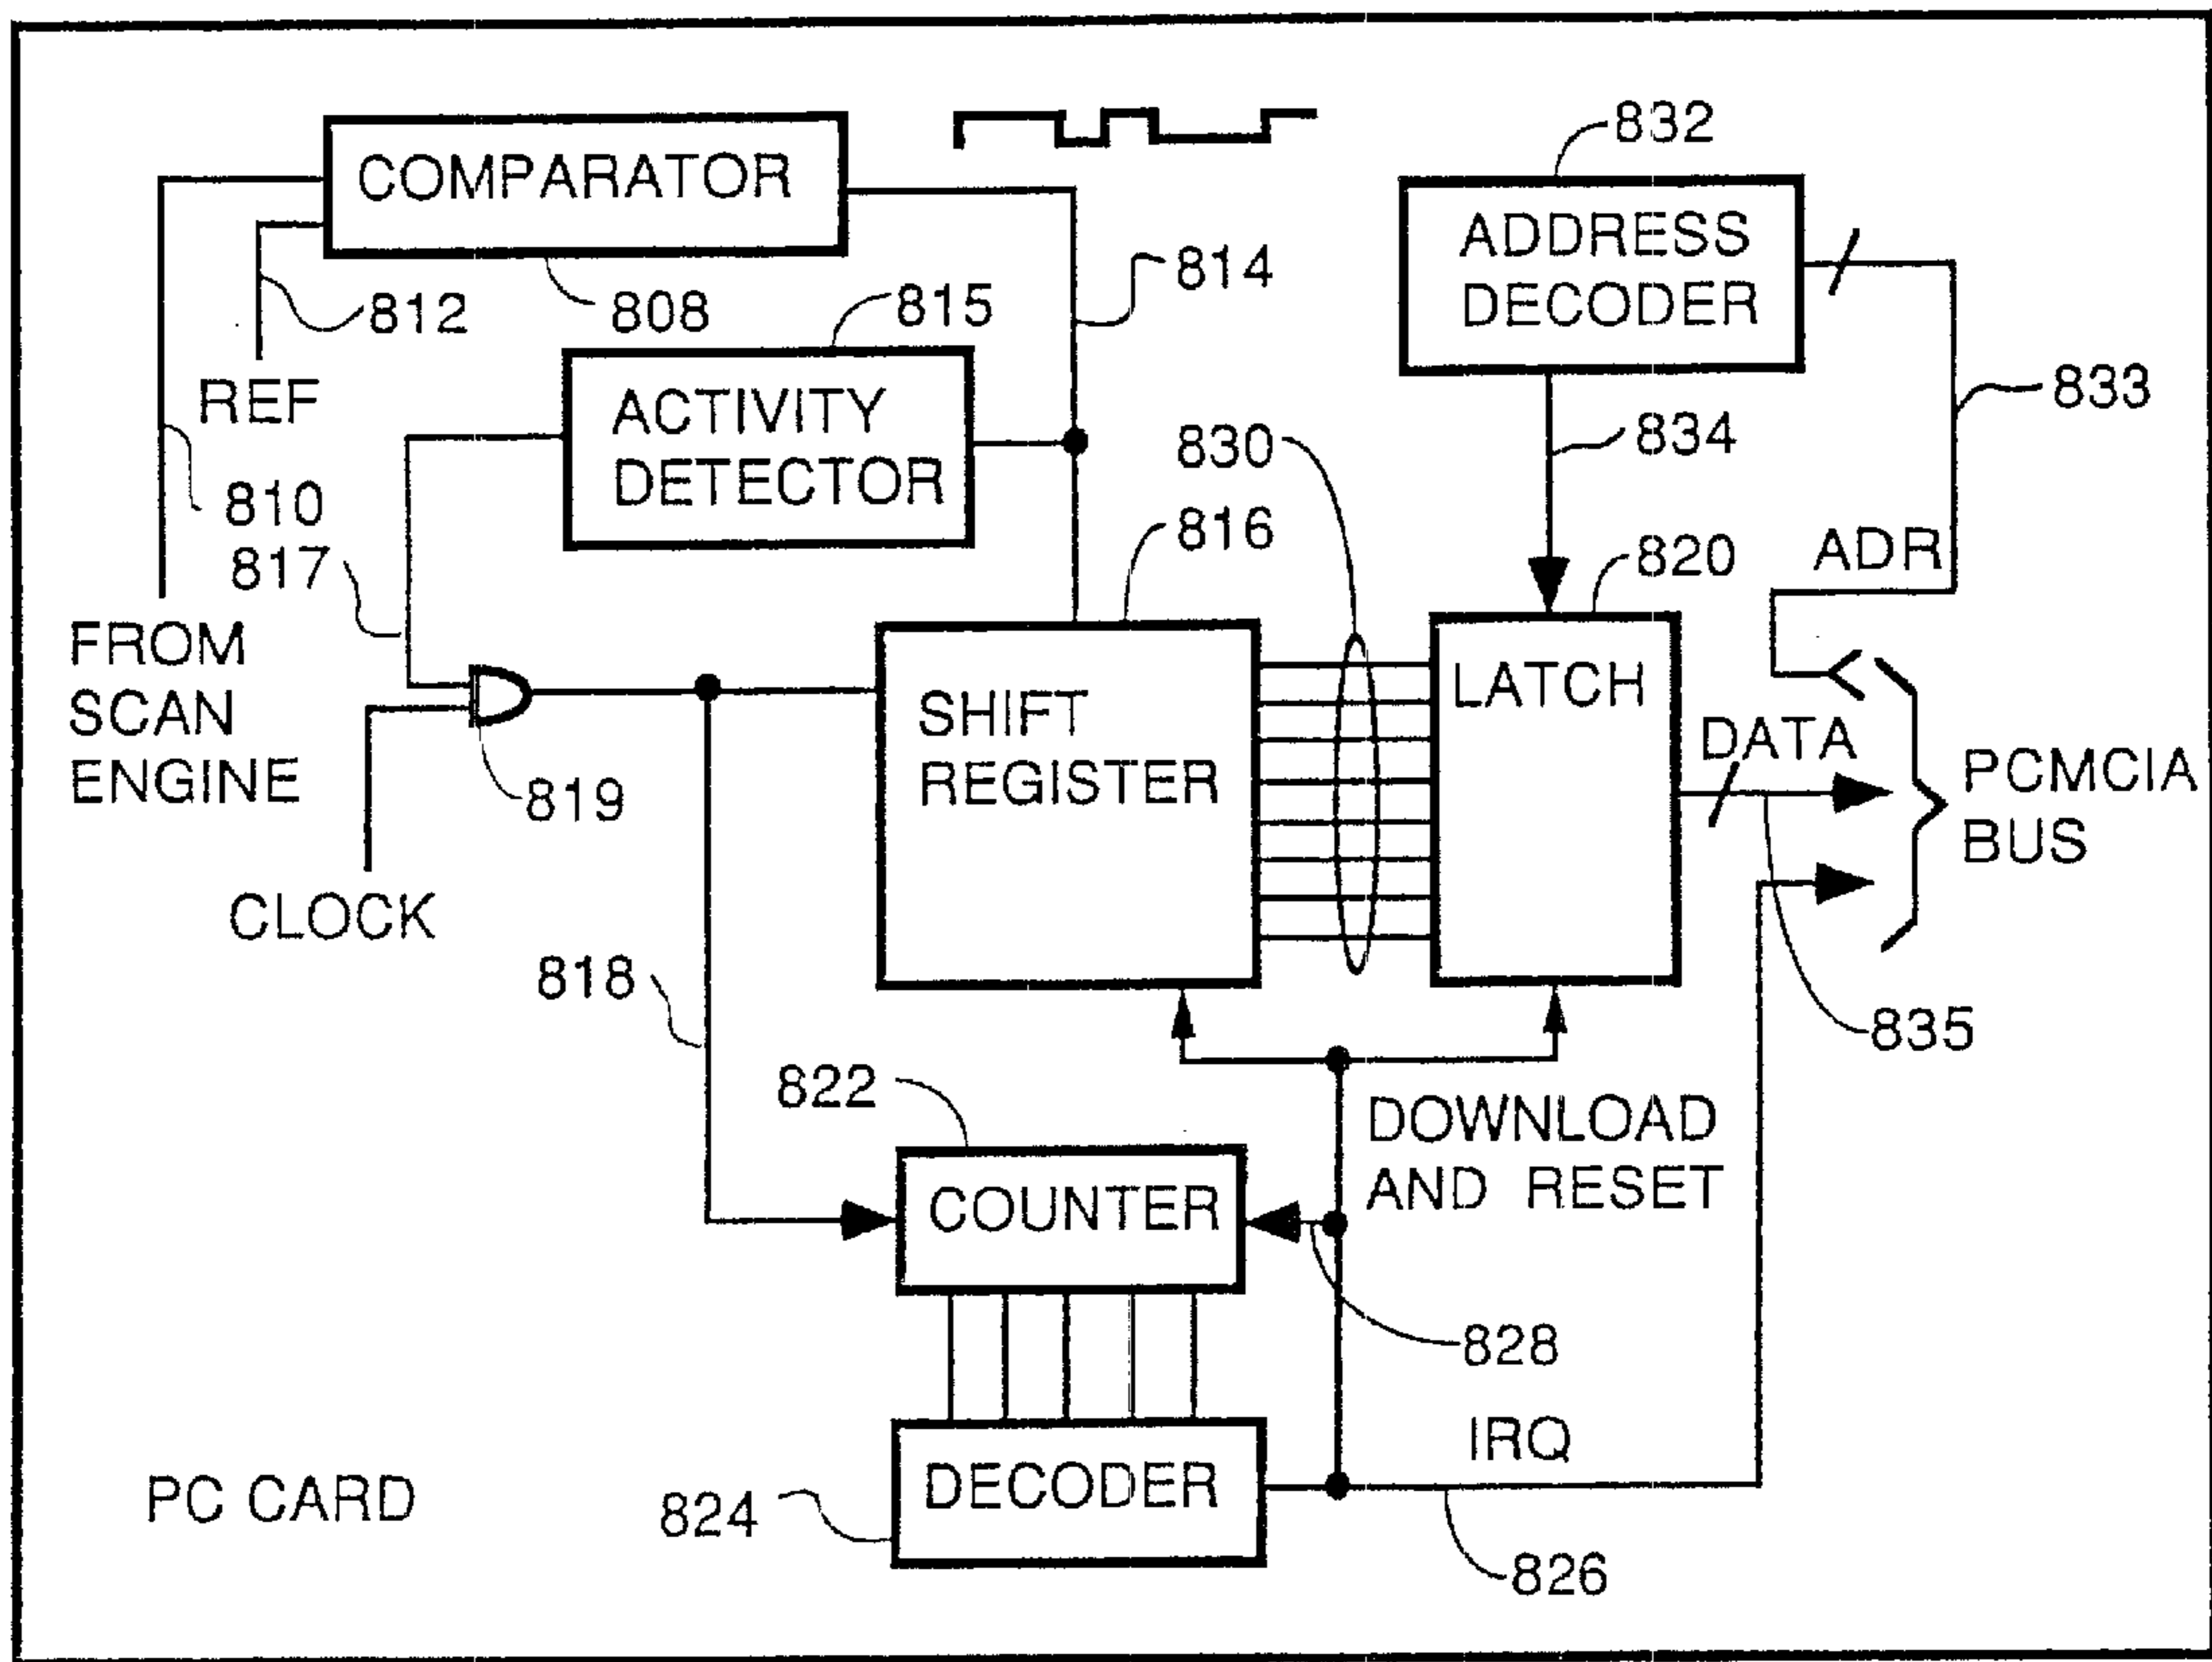 COMPARATOR
832
ADDRESS
DECODER
814
812
808
815
REF
ACTIVITY
DETECTOR
833
834
830
810
816
817
ADR
820
FROM
SCAN
ENGINE
SHIFT
REGISTER
LATCH
DATA
PCMCIA
BUS
819
CLOCK
818
835
822
DOWNLOAD
AND RESET
COUNTER
828
IRQ
DECODER
PC CARD
824
826